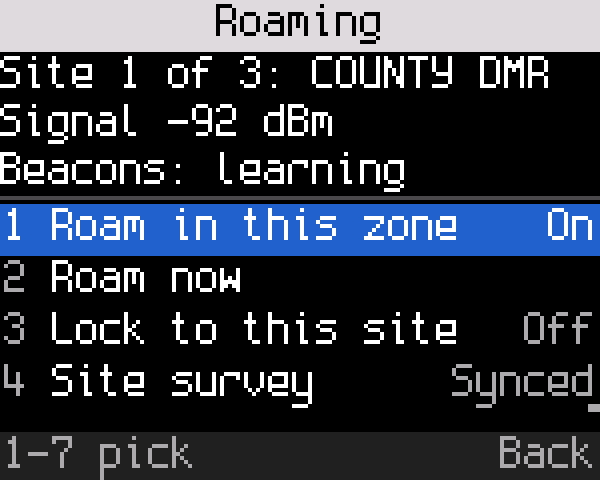 Roaming
Site 1 of 3: COUNTY DMR
Signal -92 dBm
Beacons: learning
1 Roam in this zone On
2 Roam now
3 Lock to this site Off
4 Site survey Synced
1-7 pick Back